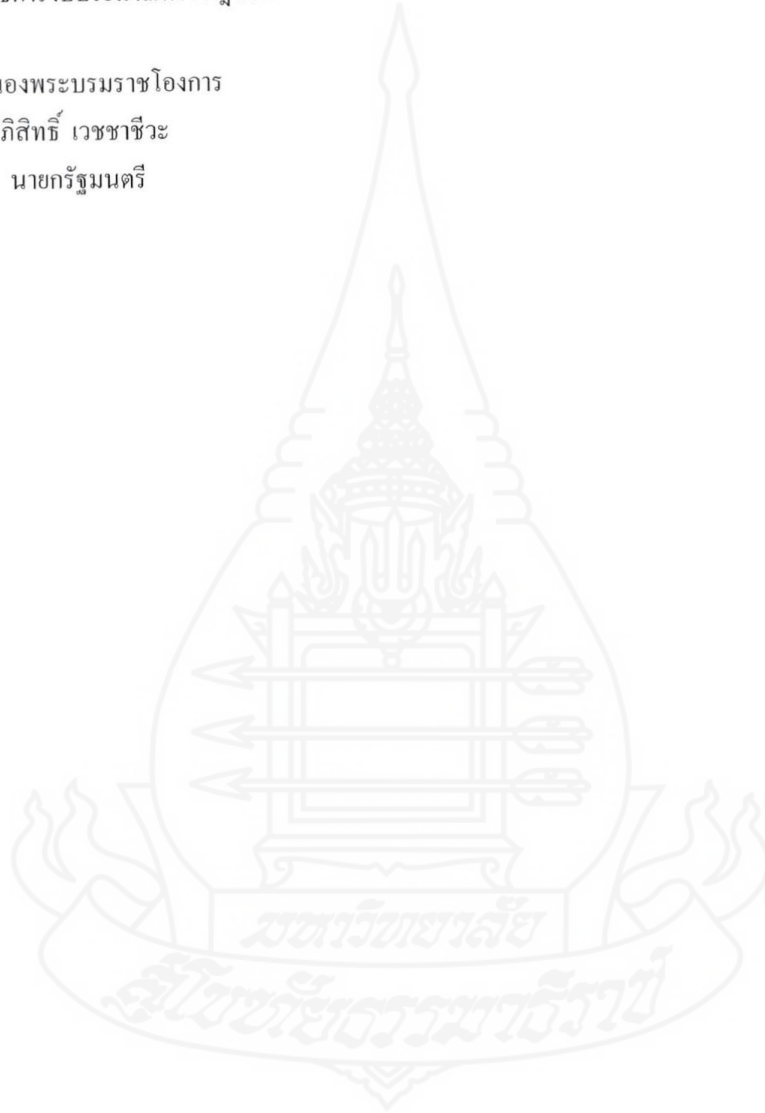 องพระบรมราชโองการ
ภิสิทธิ์ เวชชาชีวะ
นายกรัฐมนตรี
มหาวิทยาลัย
สุโขทัยธรรมาธิราช